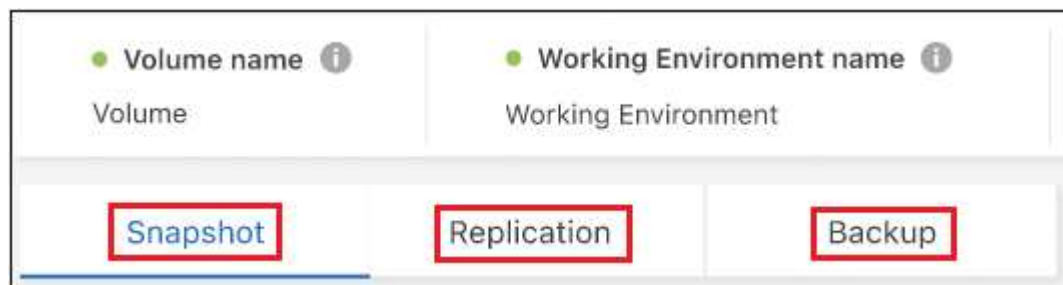 Volume name Working Environment name
Volume Working Environment
Snapshot Replication Backup